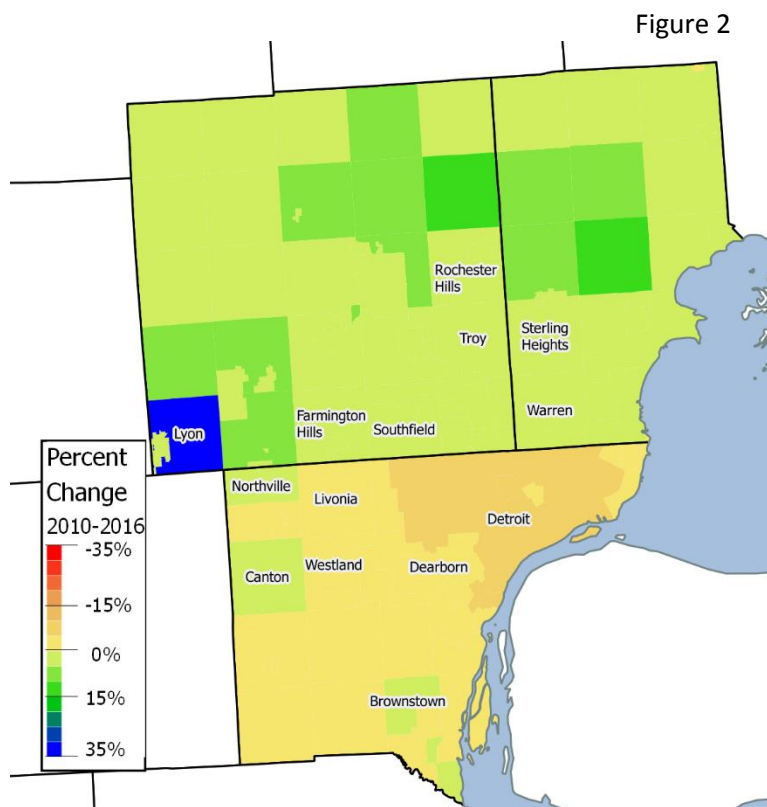 Figure 2
Rochester
Hills
Troy
Sterling
Heights
Warren
Farmington
Hills
Southfield
Lyon
Northville
Livonia
Detroit
Canton
Westland
Dearborn
Brownstown
Percent
Change
2010-2016
-35%
-15%
0%
15%
35%